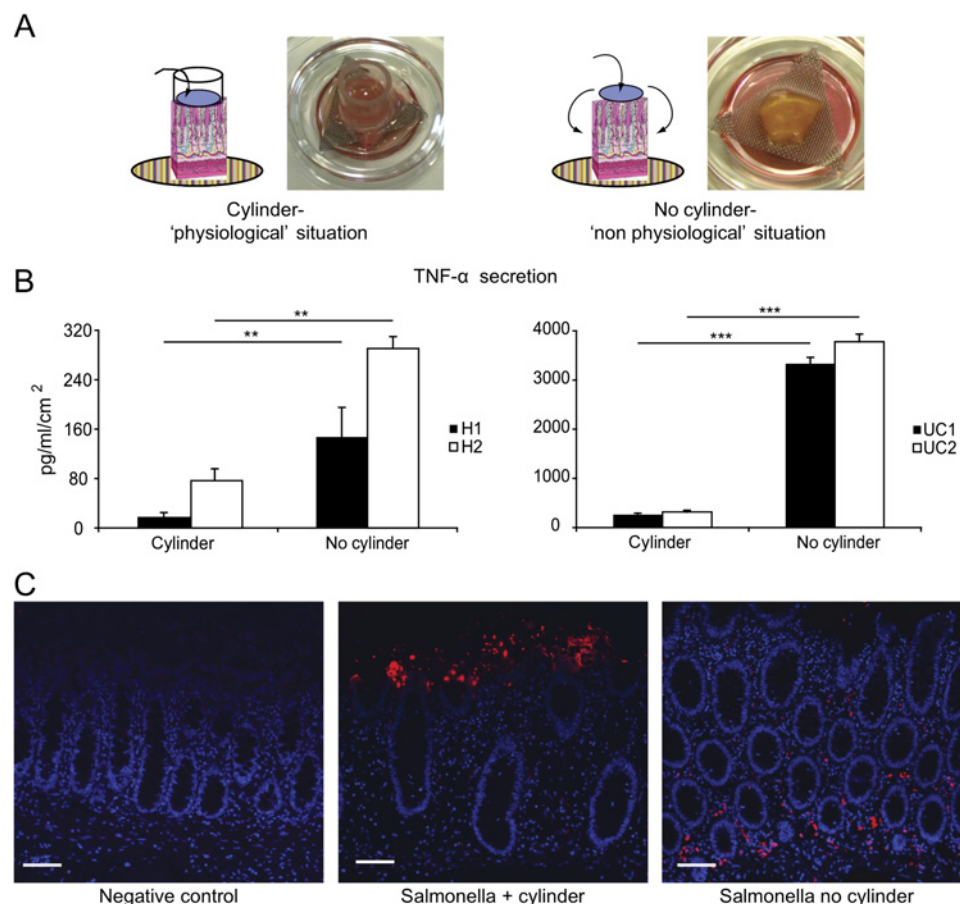 A
Cylinder-
‘physiological’ situation
No cylinder-
‘non physiological’ situation
B
TNF-α secretion
pg/ml/cm²
320
240
160
80
0
**
**
Cylinder
No cylinder
H1
H2
4000
3000
2000
1000
0
***
***
Cylinder
No cylinder
UC1
UC2
C
Negative control
Salmonella + cylinder
Salmonella no cylinder